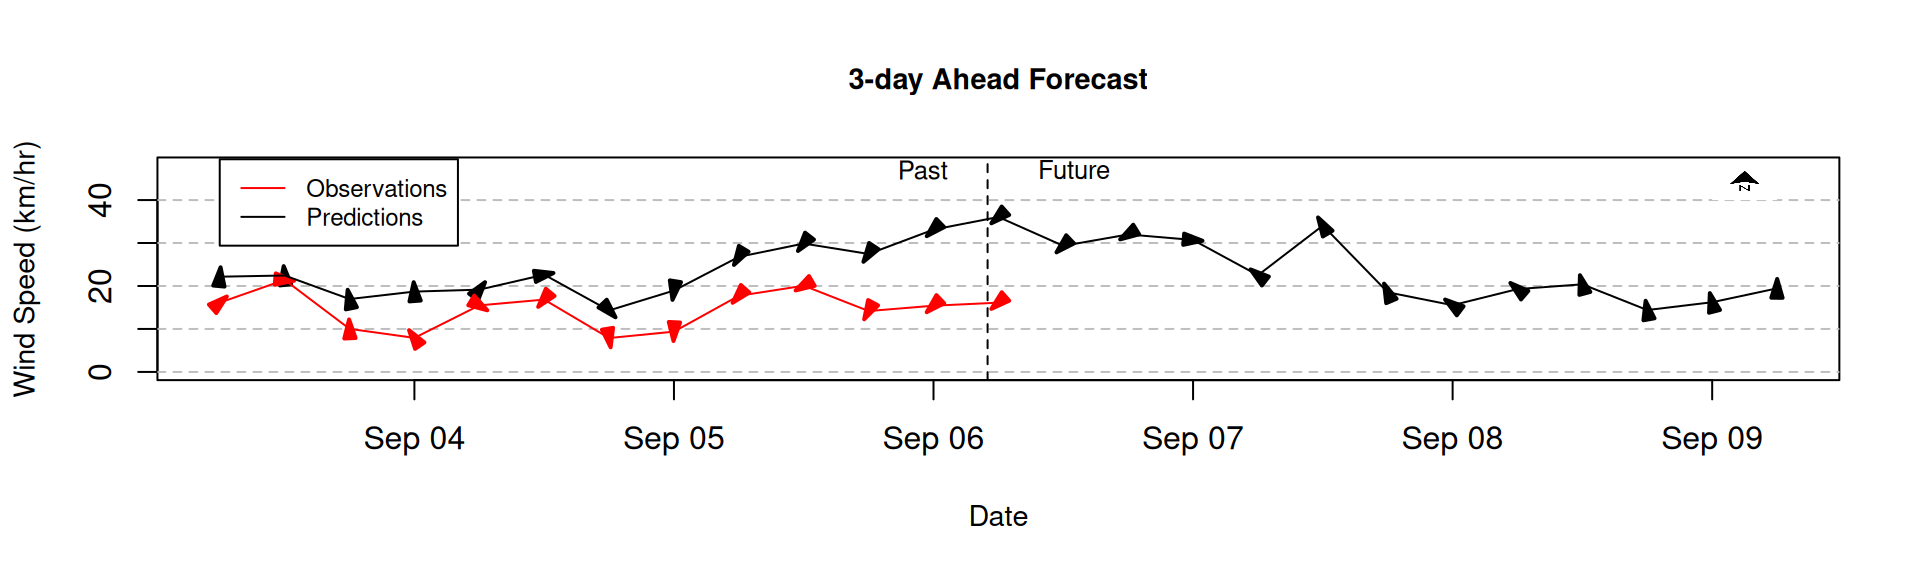 3-day Ahead Forecast
Wind Speed (km/hr)
40
20
0
Observations
Predictions
Past
Future
N
Sep 04
Sep 05
Sep 06
Sep 07
Sep 08
Sep 09
Date